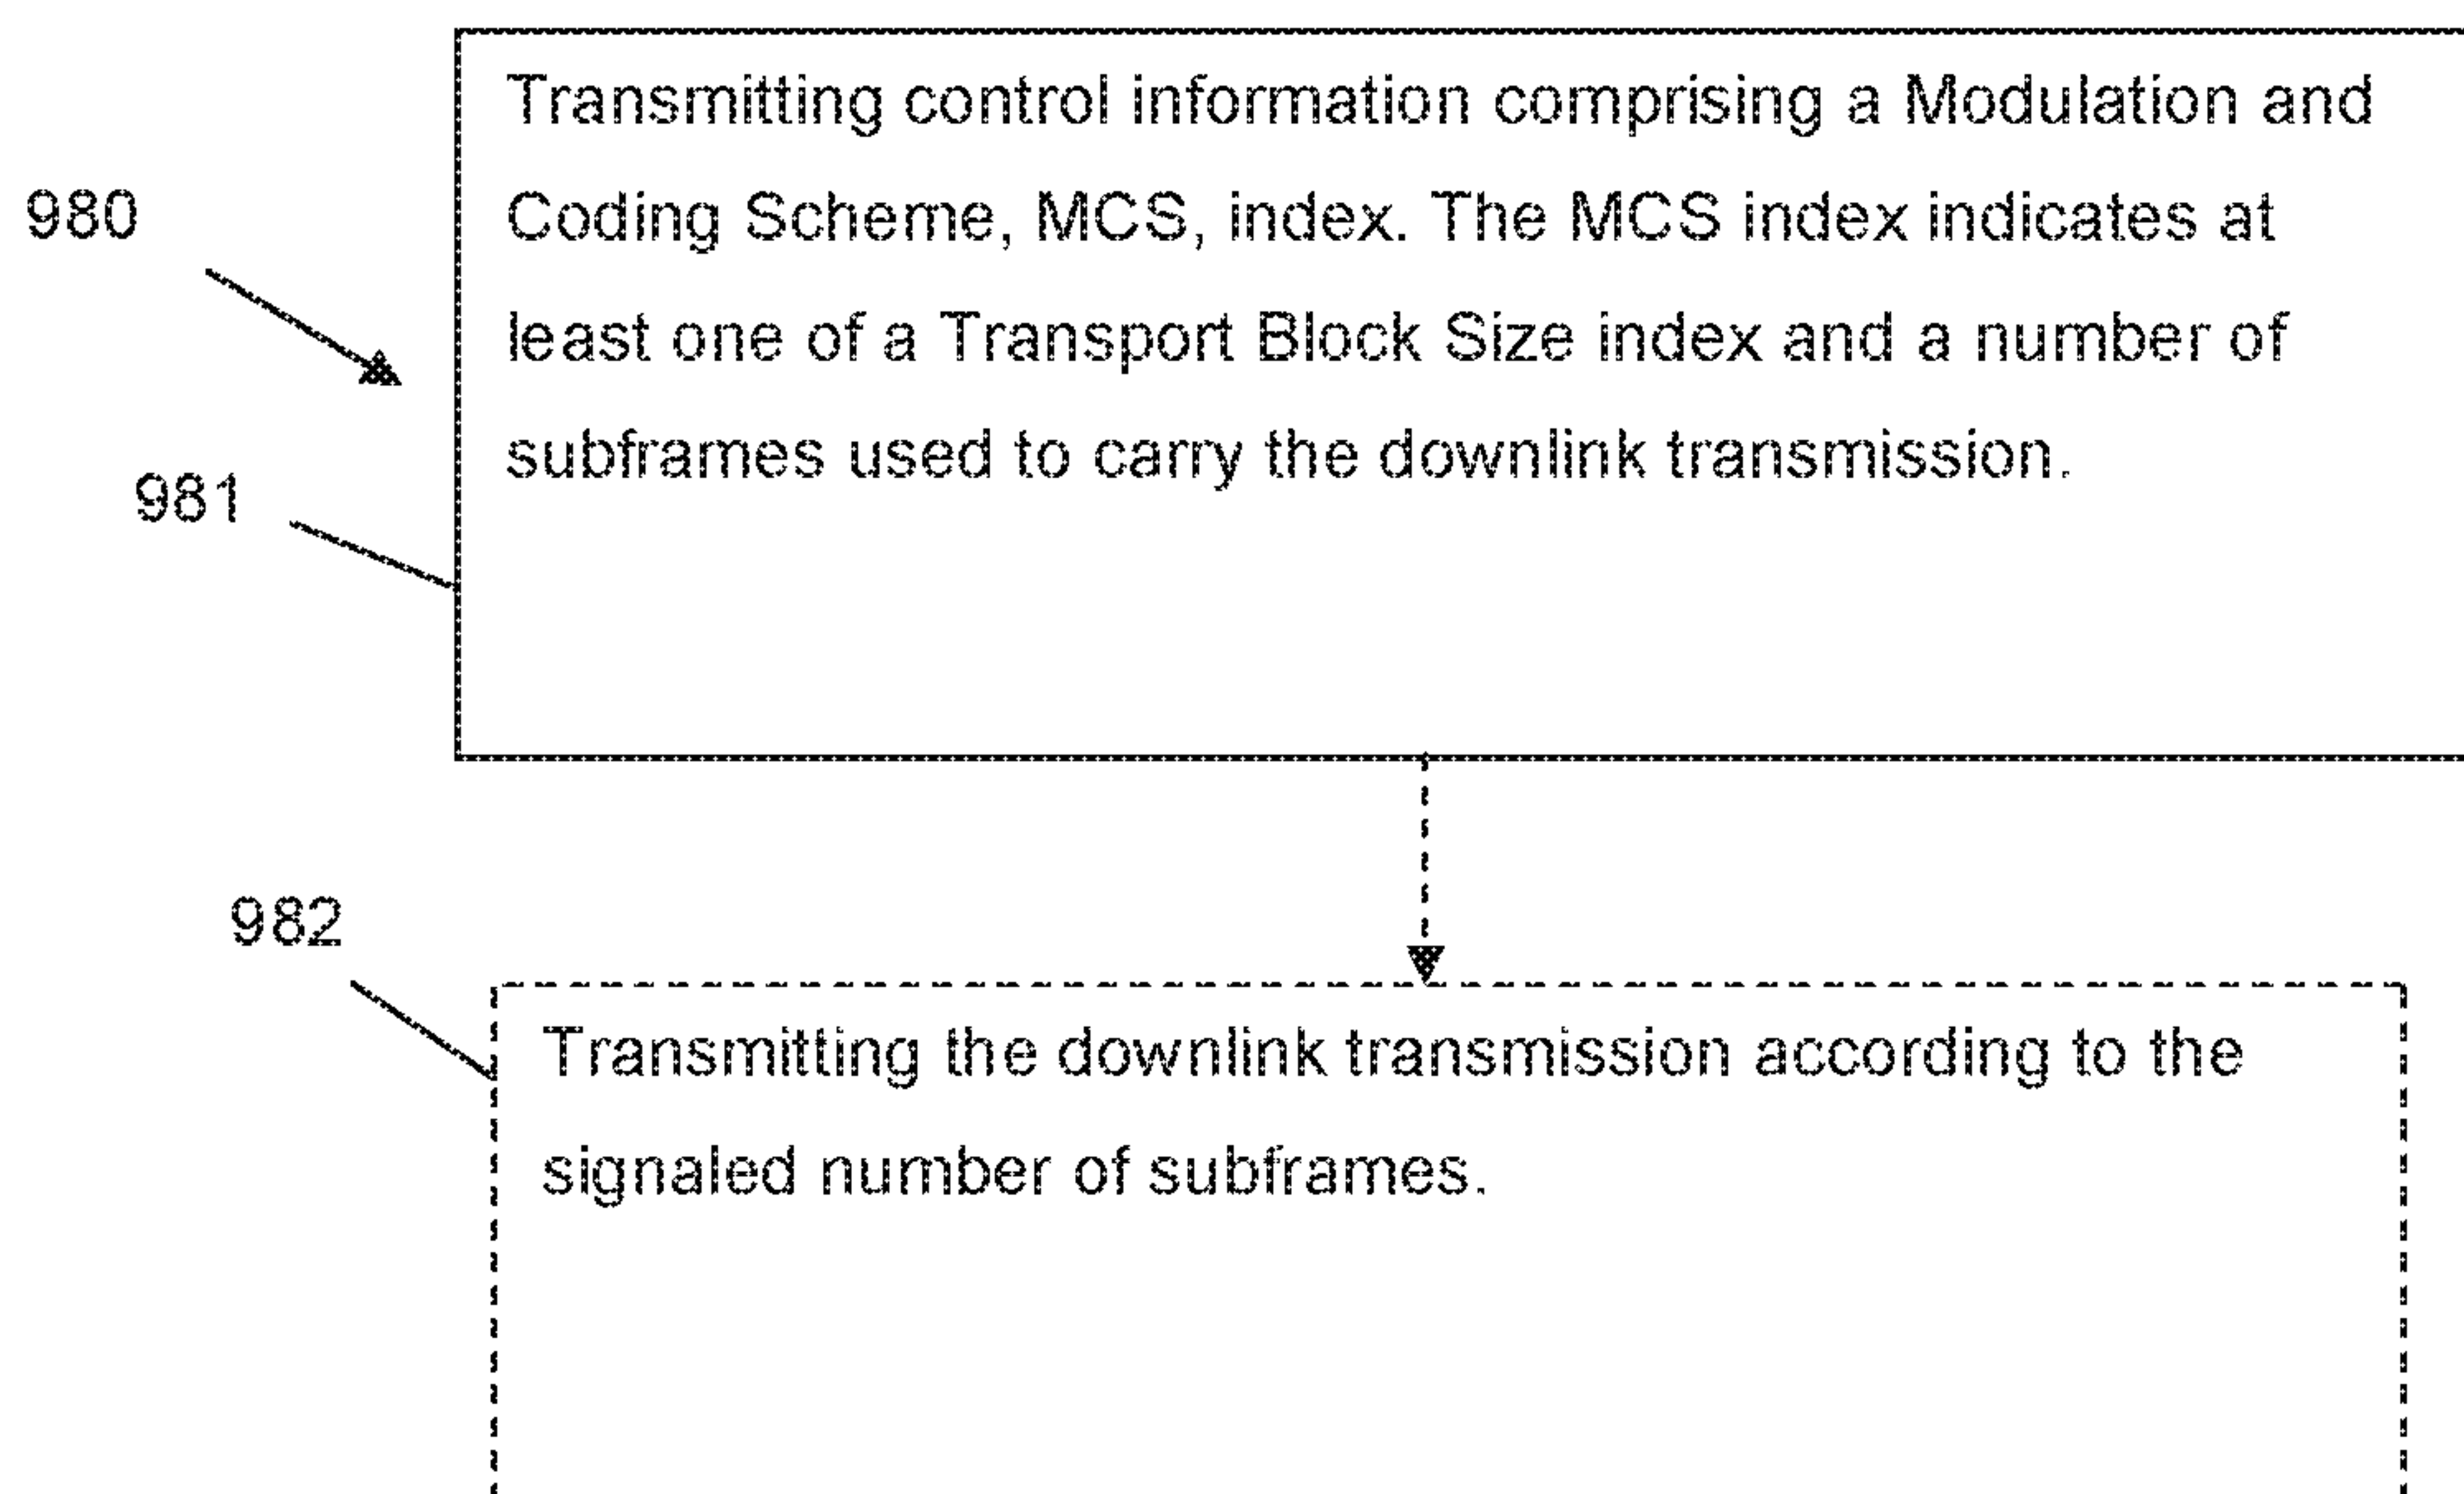 Transmitting control information comprising a Modulation and
980
Coding Scheme, MCS, index. The MCS index indicates at
least one of a Transport Block Size index and a number of
subframes used to carry the downlink transmission.
981
982
Transmitting the downlink transmission according to the
signaled number of subframes.